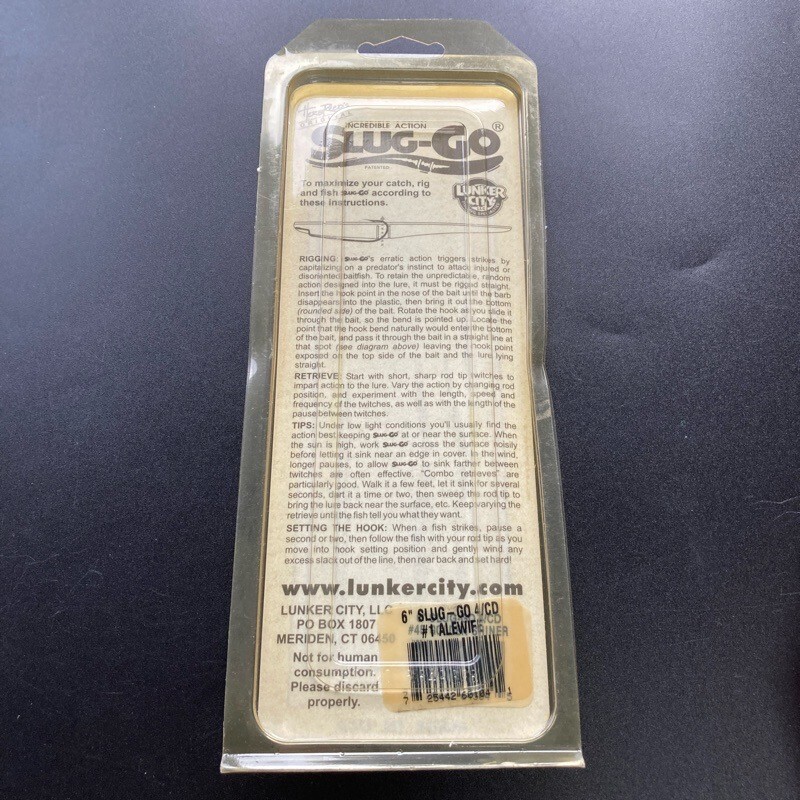 INCREDIBLE ACTION
SLUG-GO®
PATENTED
To maximize your catch, rig
and fish SLUG-GO according to
these instructions.
LUNKER
CITY
RIGGING: SLUG-GO's erratic action triggers strikes by
capitalizing on a predator's instinct to attack injured or
disoriented baitfish. To retain the unpredictable, random
action designed into the lure, it must be rigged straight.
Insert the hook point in the nose of the bait until the barb
disappears into the plastic, then bring it out the bottom
(rounded side) of the bait. Rotate the hook as you slide it
through the bait, so the bend is pointed up. Locate the
point that the hook bend naturally would enter the bottom
of the bait, and pass it through the bait in a straight line at
that spot (see diagram above) leaving the hook point
exposed on the top side of the bait and the lure lying
straight.
RETRIEVE: Start with short, sharp rod tip twitches to
impart action to the lure. Vary the action by changing rod
position, and experiment with the length, speed and
frequency of the twitches, as well as with the length of the
pause between twitches.
TIPS: Under low light conditions you'll usually find the
action best keeping SLUG-GO at or near the surface. When
the sun is high, work SLUG-GO across the surface noisily
before letting it sink near an edge in cover. In the wind,
longer pauses, to allow SLUG-GO to sink farther between
twitches are often effective. "Combo retrieves" are
particularly good. Walk it a few feet, let it sink for several
seconds, dart it a time or two, then sweep the rod tip to
bring the lure back near the surface, etc. Keep varying the
retrieve until the fish tell you what they want.
SETTING THE HOOK: When a fish strikes, pause a
second or two, then follow the fish with your rod tip as you
move into hook setting position and gently wind any
excess slack out of the line, then rear back and set hard!
www.lunkercity.com
LUNKER CITY, LLC
PO BOX 1807
MERIDEN, CT 06450
Not for human
consumption.
Please discard
properly.
6" SLUG-GO 4/CD
#1 ALEWIFE